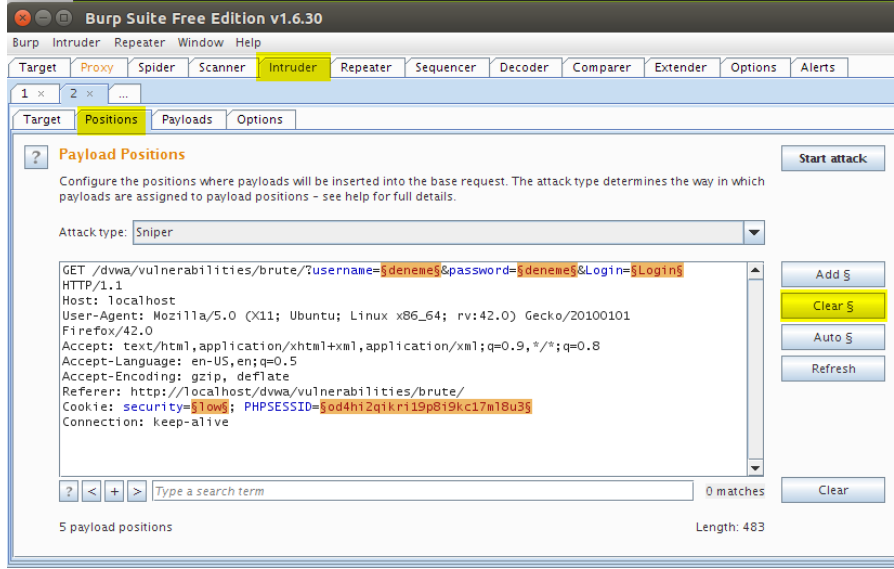 Burp Suite Free Edition v1.6.30
Burp Intruder Repeater Window Help
Target Proxy Spider Scanner Intruder Repeater Sequencer Decoder Comparer Extender Options Alerts
1 × 2 × ...
Target Positions Payloads Options
? Payload Positions
Start attack
Configure the positions where payloads will be inserted into the base request. The attack type determines the way in which
payloads are assigned to payload positions - see help for full details.
Attack type: Sniper
GET /dvwa/vulnerabilities/brute/?username=§deneme§&password=§deneme§&Login=§Login§
HTTP/1.1
Host: localhost
User-Agent: Mozilla/5.0 (X11; Ubuntu; Linux x86_64; rv:42.0) Gecko/20100101
Firefox/42.0
Accept: text/html,application/xhtml+xml,application/xml;q=0.9,*/*;q=0.8
Accept-Language: en-US,en;q=0.5
Accept-Encoding: gzip, deflate
Referer: http://localhost/dvwa/vulnerabilities/brute/
Cookie: security=§low§; PHPSESSID=§od4hi2qikri19p8i9kc17ml8u3§
Connection: keep-alive
Add §
Clear §
Auto §
Refresh
? < + > Type a search term
0 matches
Clear
5 payload positions
Length: 483